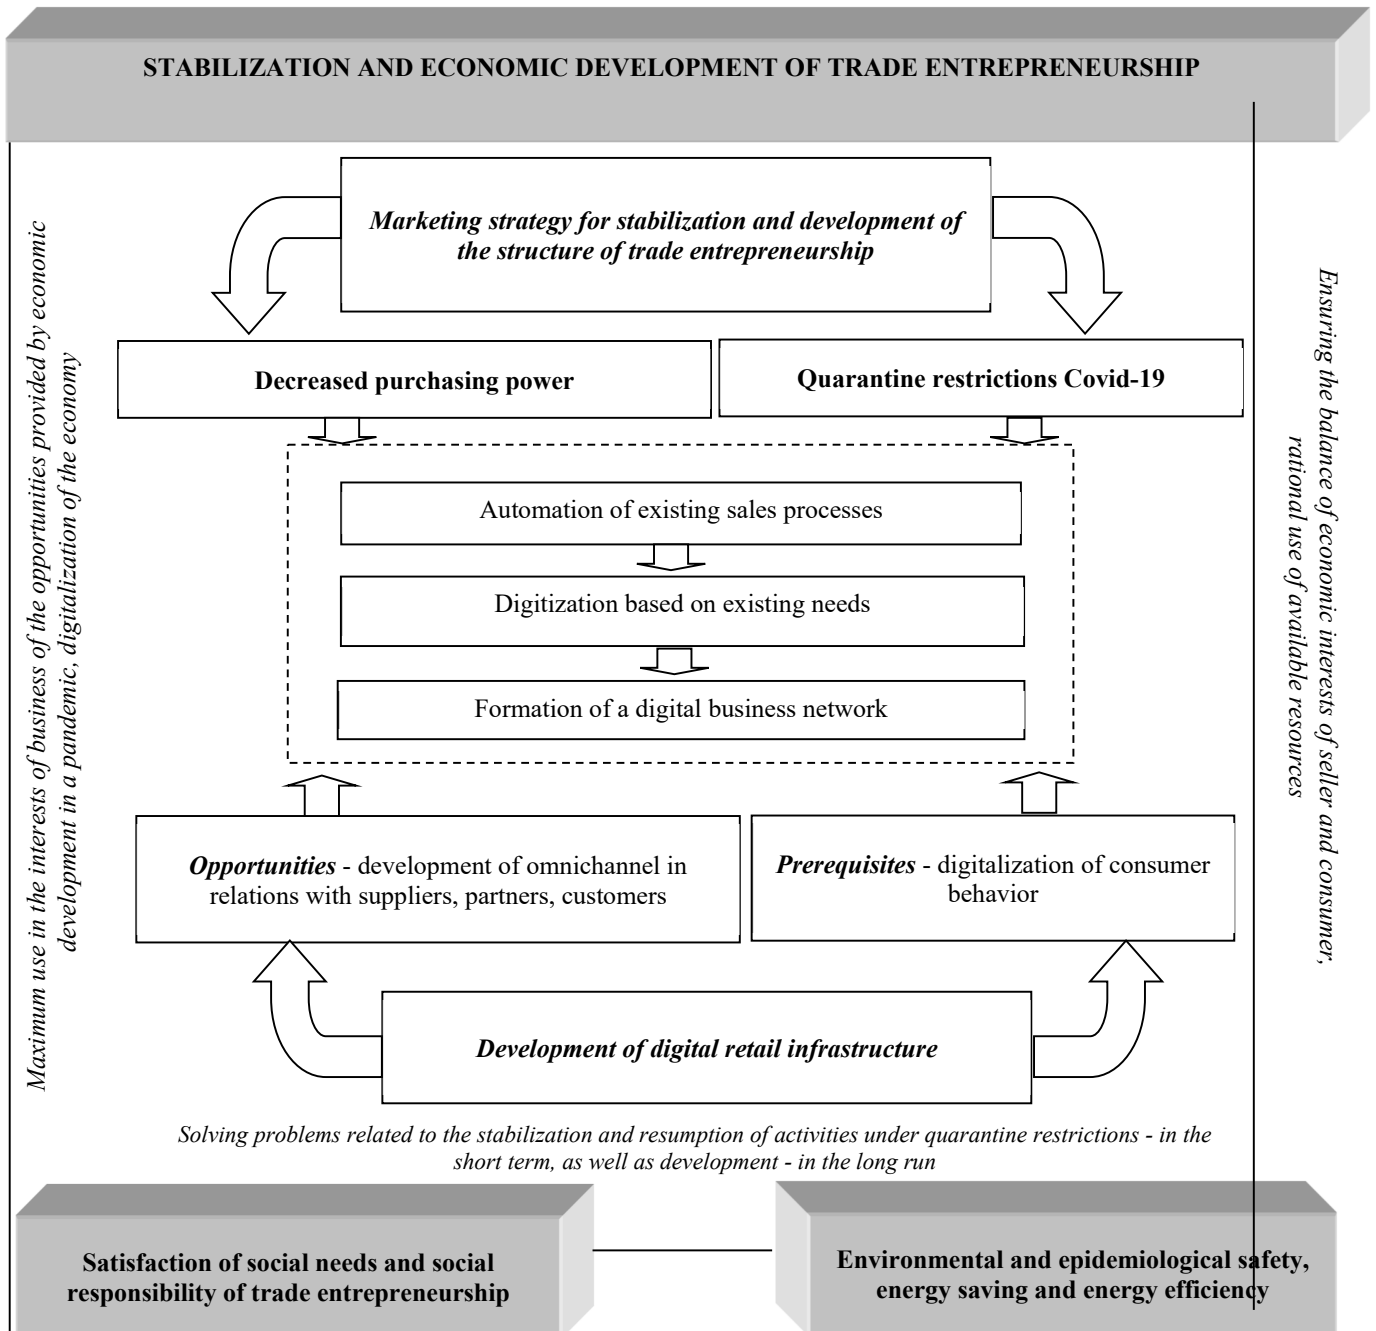 STABILIZATION AND ECONOMIC DEVELOPMENT OF TRADE ENTREPRENEURSHIP
Marketing strategy for stabilization and development of
the structure of trade entrepreneurship
Maximum use in the interests of business of the opportunities provided by economic
development in a pandemic, digitalization of the economy
Ensuring the balance of economic interests of seller and consumer,
rational use of available resources
Decreased purchasing power
Quarantine restrictions Covid-19
Automation of existing sales processes
Digitization based on existing needs
Formation of a digital business network
Opportunities - development of omnichannel in
relations with suppliers, partners, customers
Prerequisites - digitalization of consumer
behavior
Development of digital retail infrastructure
Solving problems related to the stabilization and resumption of activities under quarantine restrictions - in the
short term, as well as development - in the long run
Satisfaction of social needs and social
responsibility of trade entrepreneurship
Environmental and epidemiological safety,
energy saving and energy efficiency